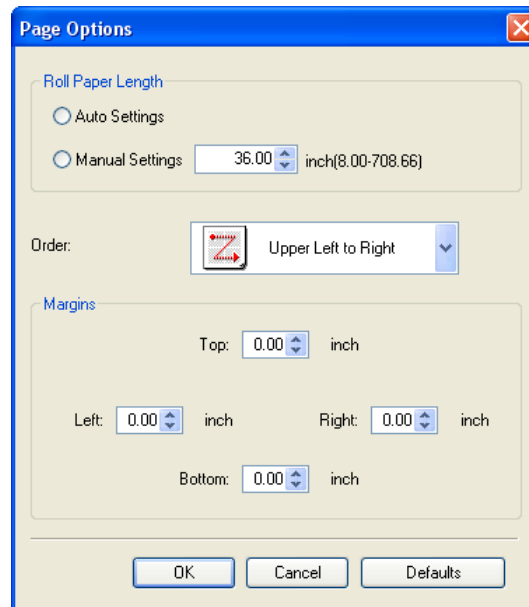 Page Options
Roll Paper Length
Auto Settings
Manual Settings 36.00 inch(8.00-708.66)
Order: Upper Left to Right
Margins
Top: 0.00 inch
Left: 0.00 inch Right: 0.00 inch
Bottom: 0.00 inch
OK Cancel Defaults